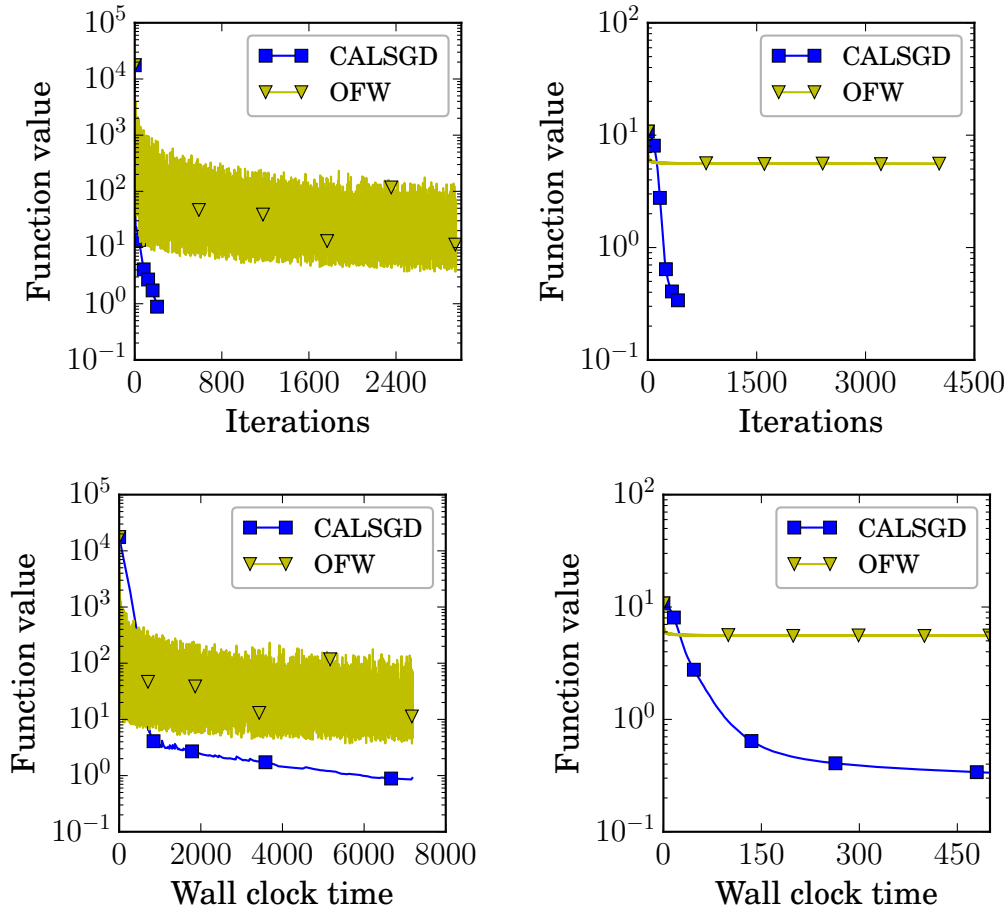 10^5
10^4
10^3
10^2
10^1
10^0
10^-1
Function value
CALSGD
OFW
0
800
1600
2400
Iterations
10^2
10^1
10^0
10^-1
Function value
CALSGD
OFW
0
1500
3000
4500
Iterations
10^5
10^4
10^3
10^2
10^1
10^0
10^-1
Function value
CALSGD
OFW
0
2000
4000
6000
8000
Wall clock time
10^2
10^1
10^0
10^-1
Function value
CALSGD
OFW
0
150
300
450
Wall clock time